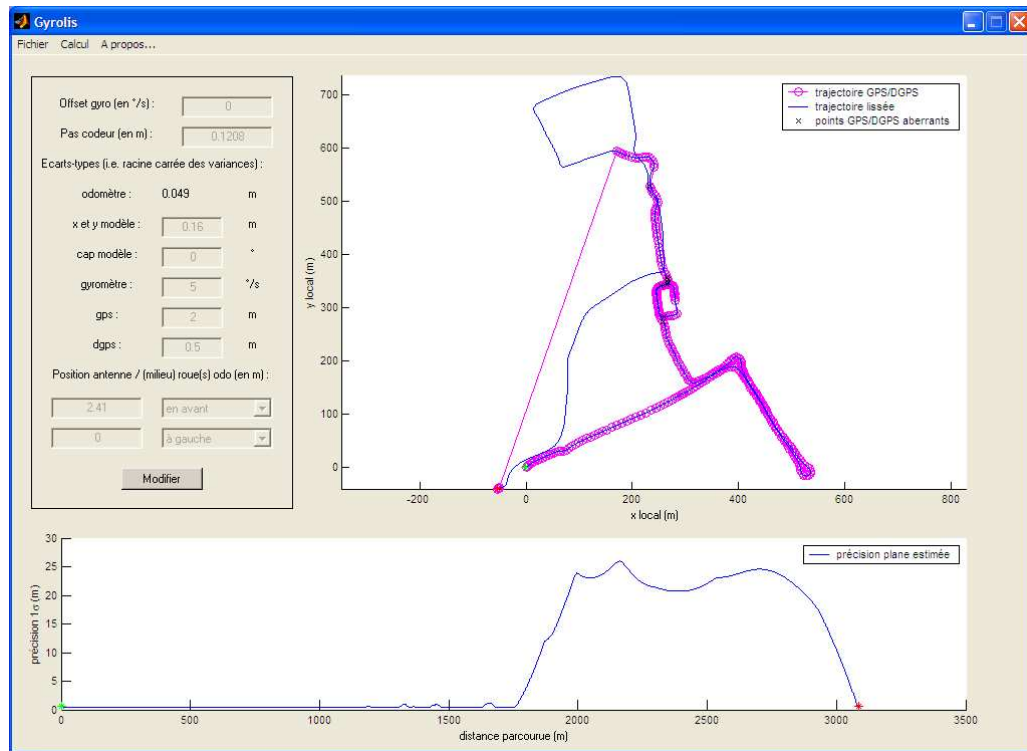 Gyrolis
Fichier Calcul A propos...
Offset gyro (en °/s) : 0
Pas codeur (en m) : 0.1208
Ecarts-types (i.e. racine carrée des variances) :
odomètre : 0.049 m
x et y modèle : 0.16 m
cap modèle : 0 °
gyromètre : 5 °/s
gps : 2 m
dgps : 0.5 m
Position antenne / (milieu) roue(s) odo (en m) :
2.41 en avant
0 à gauche
Modifier
trajectoire GPS/DGPS
trajectoire lissée
points GPS/DGPS aberrants
y local (m)
700
600
500
400
300
200
100
0
-200 0 200 400 600 800
x local (m)
précision plane estimée
précision 1σ (m)
30
25
20
15
10
5
0
0 500 1000 1500 2000 2500 3000 3500
distance parcourue (m)